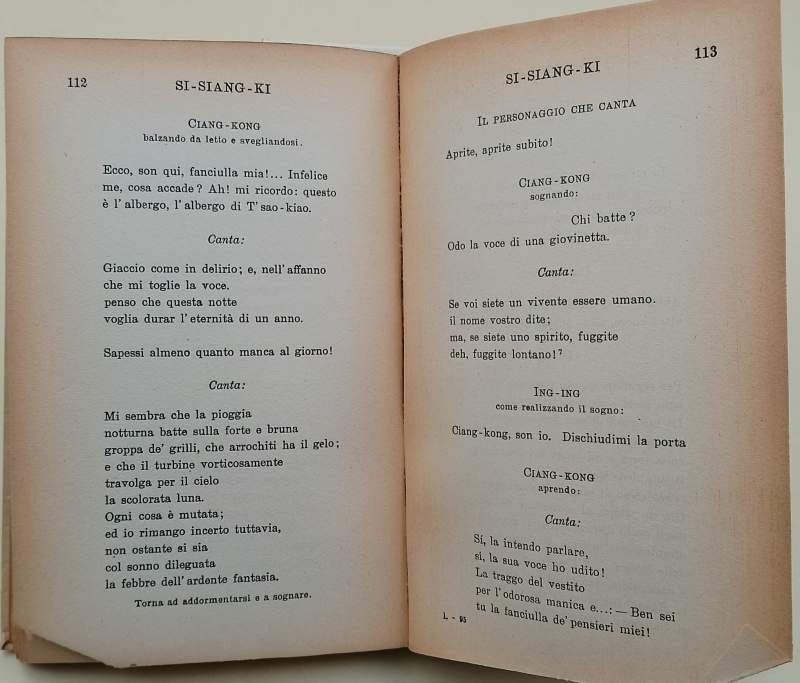 112
SI-SIANG-KI
CIANG-KONG
balzando da letto e svegliandosi.
Ecco, son qui, fanciulla mia!... Infelice
me, cosa accade? Ah! mi ricordo: questo
è l'albergo, l'albergo di T'sao-kiao.
Canta:
Giaccio come in delirio; e, nell'affanno
che mi toglie la voce.
penso che questa notte
voglia durar l'eternità di un anno.
Sapessi almeno quanto manca al giorno!
Canta:
Mi sembra che la pioggia
notturna batte sulla forte e bruna
groppa de' grilli, che arrochiti ha il gelo;
e che il turbine vorticosamente
travolga per il cielo
la scolorata luna.
Ogni cosa è mutata;
ed io rimango incerto tuttavia,
non ostante si sia
col sonno dileguata
la febbre dell'ardente fantasia.
Torna ad addormentarsi e a sognare.
SI-SIANG-KI
113
IL PERSONAGGIO CHE CANTA
Aprite, aprite subito!
CIANG-KONG
sognando:
Chi batte?
Odo la voce di una giovinetta.
Canta:
Se voi siete un vivente essere umano.
il nome vostro dite;
ma, se siete uno spirito, fuggite
deh, fuggite lontano!⁷
ING-ING
come realizzando il sogno:
Ciang-kong, son io. Dischiudimi la porta
CIANG-KONG
aprendo:
Canta:
Sí, la intendo parlare,
sí, la sua voce ho udito!
La traggo del vestito
per l'odorosa manica e...: — Ben sei
tu la fanciulla de' pensieri miei!
L - 95